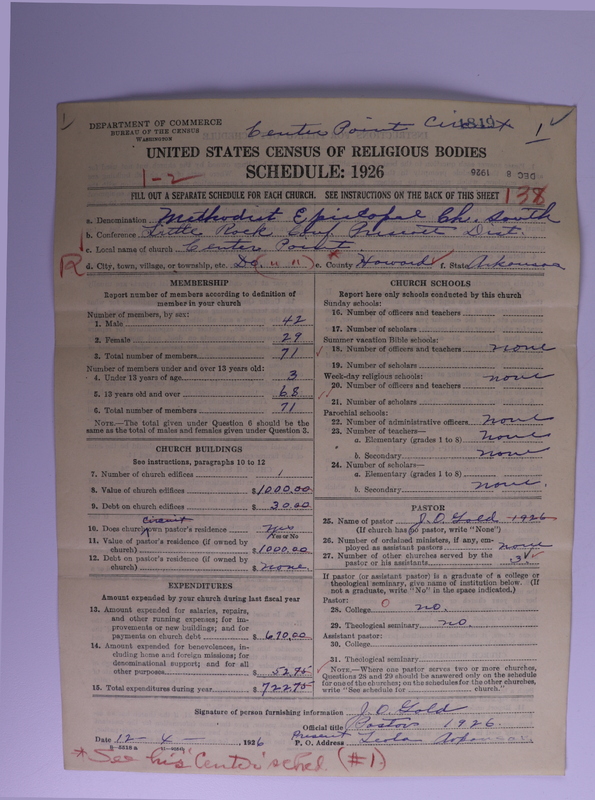 DEPARTMENT OF COMMERCE
BUREAU OF THE CENSUS
WASHINGTON
Center Point Circuit
1819
1
UNITED STATES CENSUS OF RELIGIOUS BODIES
SCHEDULE: 1926
DEC 8 1926
1-2
FILL OUT A SEPARATE SCHEDULE FOR EACH CHURCH. SEE INSTRUCTIONS ON THE BACK OF THIS SHEET
138
a. Denomination Methodist Episcopal Ch. South
b. Conference Little Rock Conf Prescott Dist.
c. Local name of church Center Point
R
d. City, town, village, or township, etc. Do (" ") e. County Howard f. State Arkansas
MEMBERSHIP
Report number of members according to definition of member in your church
Number of members, by sex:
1. Male 42
2. Female 29
3. Total number of members 71
Number of members under and over 13 years old:
4. Under 13 years of age 3
5. 13 years old and over 68
6. Total number of members 71
NOTE.—The total given under Question 6 should be the same as the total of males and females given under Question 3.
CHURCH BUILDINGS
See instructions, paragraphs 10 to 12
7. Number of church edifices 1
8. Value of church edifices $1000.00
9. Debt on church edifices $30.00
10. Does church circuit own pastor's residence? Yes
Yes or No
11. Value of pastor's residence (if owned by church) $1000.00
12. Debt on pastor's residence (if owned by church) $none.
EXPENDITURES
Amount expended by your church during last fiscal year
13. Amount expended for salaries, repairs, and other running expenses; for improvements or new buildings; and for payments on church debt $670.00
14. Amount expended for benevolences, including home and foreign missions; for denominational support; and for all other purposes $52.75
15. Total expenditures during year $722.75
CHURCH SCHOOLS
Report here only schools conducted by this church
Sunday schools:
16. Number of officers and teachers
17. Number of scholars
Summer vacation Bible schools:
18. Number of officers and teachers none
19. Number of scholars
Week-day religious schools: none
20. Number of officers and teachers
21. Number of scholars
Parochial schools:
22. Number of administrative officers none
23. Number of teachers—
a. Elementary (grades 1 to 8) none
b. Secondary none
24. Number of scholars—
a. Elementary (grades 1 to 8)
b. Secondary none.
PASTOR
25. Name of pastor J. O. Gold 1926
(If church has no pastor, write "None")
26. Number of ordained ministers, if any, employed as assistant pastors none
27. Number of other churches served by the pastor or his assistants 3
If pastor (or assistant pastor) is a graduate of a college or theological seminary, give name of institution below. (If not a graduate, write "No" in the space indicated.)
Pastor:
28. College 0 no.
29. Theological seminary no.
Assistant pastor:
30. College
31. Theological seminary
NOTE.—Where one pastor serves two or more churches, Questions 28 and 29 should be answered only on the schedule for one of the churches; on the schedules for the other churches, write "See schedule for church."
Signature of person furnishing information J. O. Gold
Official title Pastor 1926.
Date 12-4-, 1926
Present P. O. Address Leola Ark
*See his "Center" sched. (#1)